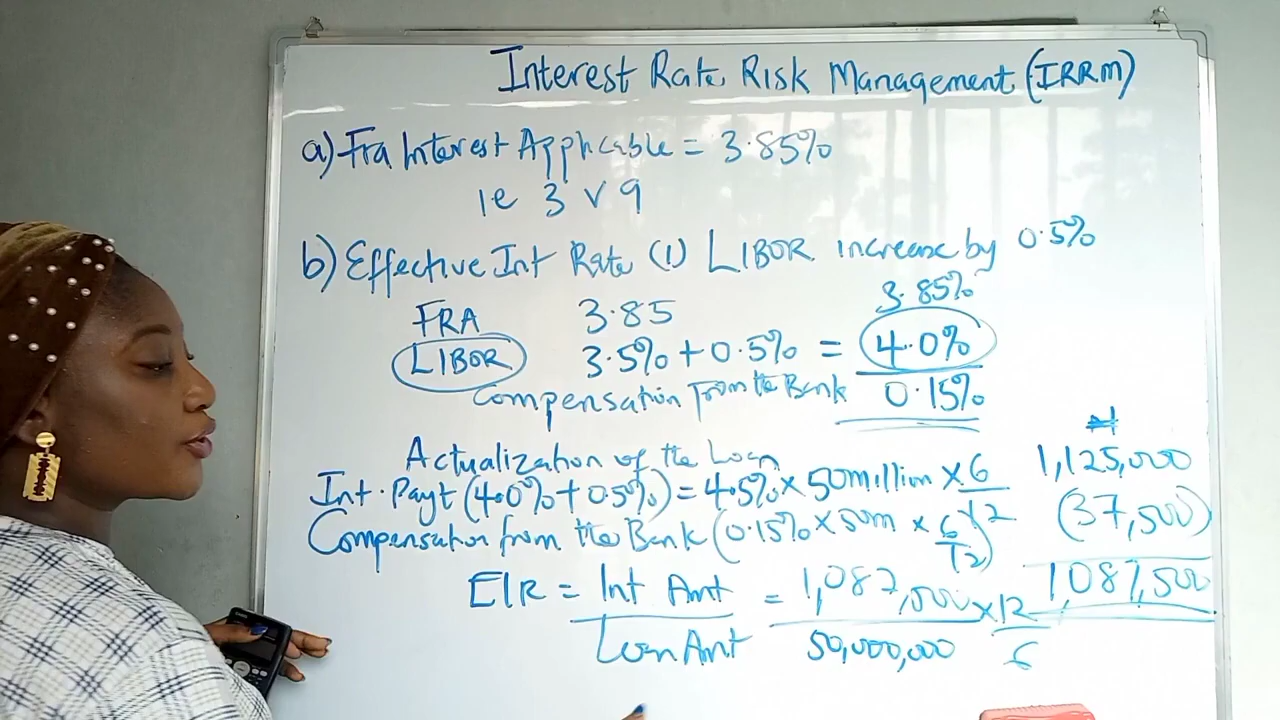 Interest Rate Risk Management (IRRM)
a) Fra Interest Applicable = 3.85%
ie 3 V 9
b) Effective Int Rate (1) LIBOR increase by 0.5%
3.85%
FRA 3.85
LIBOR 3.5% + 0.5% = 4.0%
Compensation from the Bank 0.15%
Actualization of the Loan
Int. Payt (4.0% + 0.5%) = 4.5% × 50million × 6/12 1,125,000
Compensation from the Bank (0.15% × 50m × 6/12) (37,500)
1,087,500
EIR = Int Amt = 1,087,500 × 12
Loan Amt 50,000,000 6